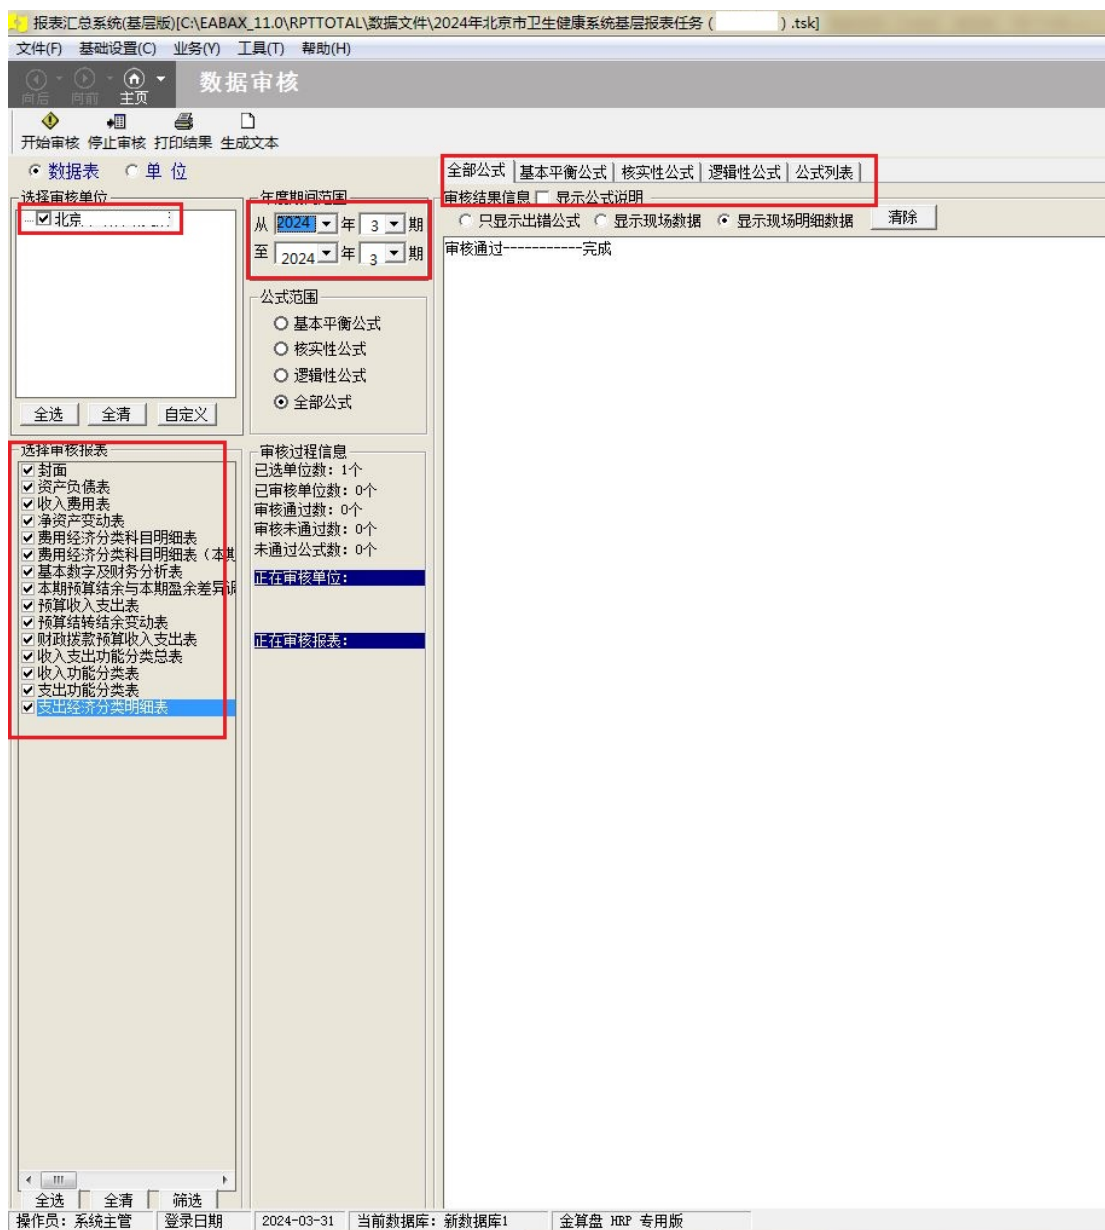 报表汇总系统(基层版)[C:\EABAX_11.0\RPTTOTAL\数据文件\2024年北京市卫生健康系统基层报表任务 ( ) .tsk]
文件(F) 基础设置(C) 业务(Y) 工具(T) 帮助(H)
向后 向前 主页 数据审核
开始审核 停止审核 打印结果 生成文本
数据表 单 位
选择审核单位
北京
全选 全清 自定义
选择审核报表
封面
资产负债表
收入费用表
净资产变动表
费用经济分类科目明细表
费用经济分类科目明细表（本期
基本数字及财务分析表
本期预算结余与本期盈余差异调
预算收入支出表
预算结转结余变动表
财政拨款预算收入支出表
收入支出功能分类总表
收入功能分类表
支出功能分类表
支出经济分类明细表
全选 全清 筛选
年度期间范围
从 2024 年 3 期
至 2024 年 3 期
公式范围
基本平衡公式
核实性公式
逻辑性公式
全部公式
审核过程信息
已选单位数: 1个
已审核单位数: 0个
审核通过数: 0个
审核未通过数: 0个
未通过公式数: 0个
正在审核单位:
正在审核报表:
全部公式 基本平衡公式 核实性公式 逻辑性公式 公式列表
审核结果信息 显示公式说明
只显示出错公式 显示现场数据 显示现场明细数据 清除
审核通过-----------完成
操作员: 系统主管 登录日期 2024-03-31 当前数据库: 新数据库1 金算盘 HRP 专用版